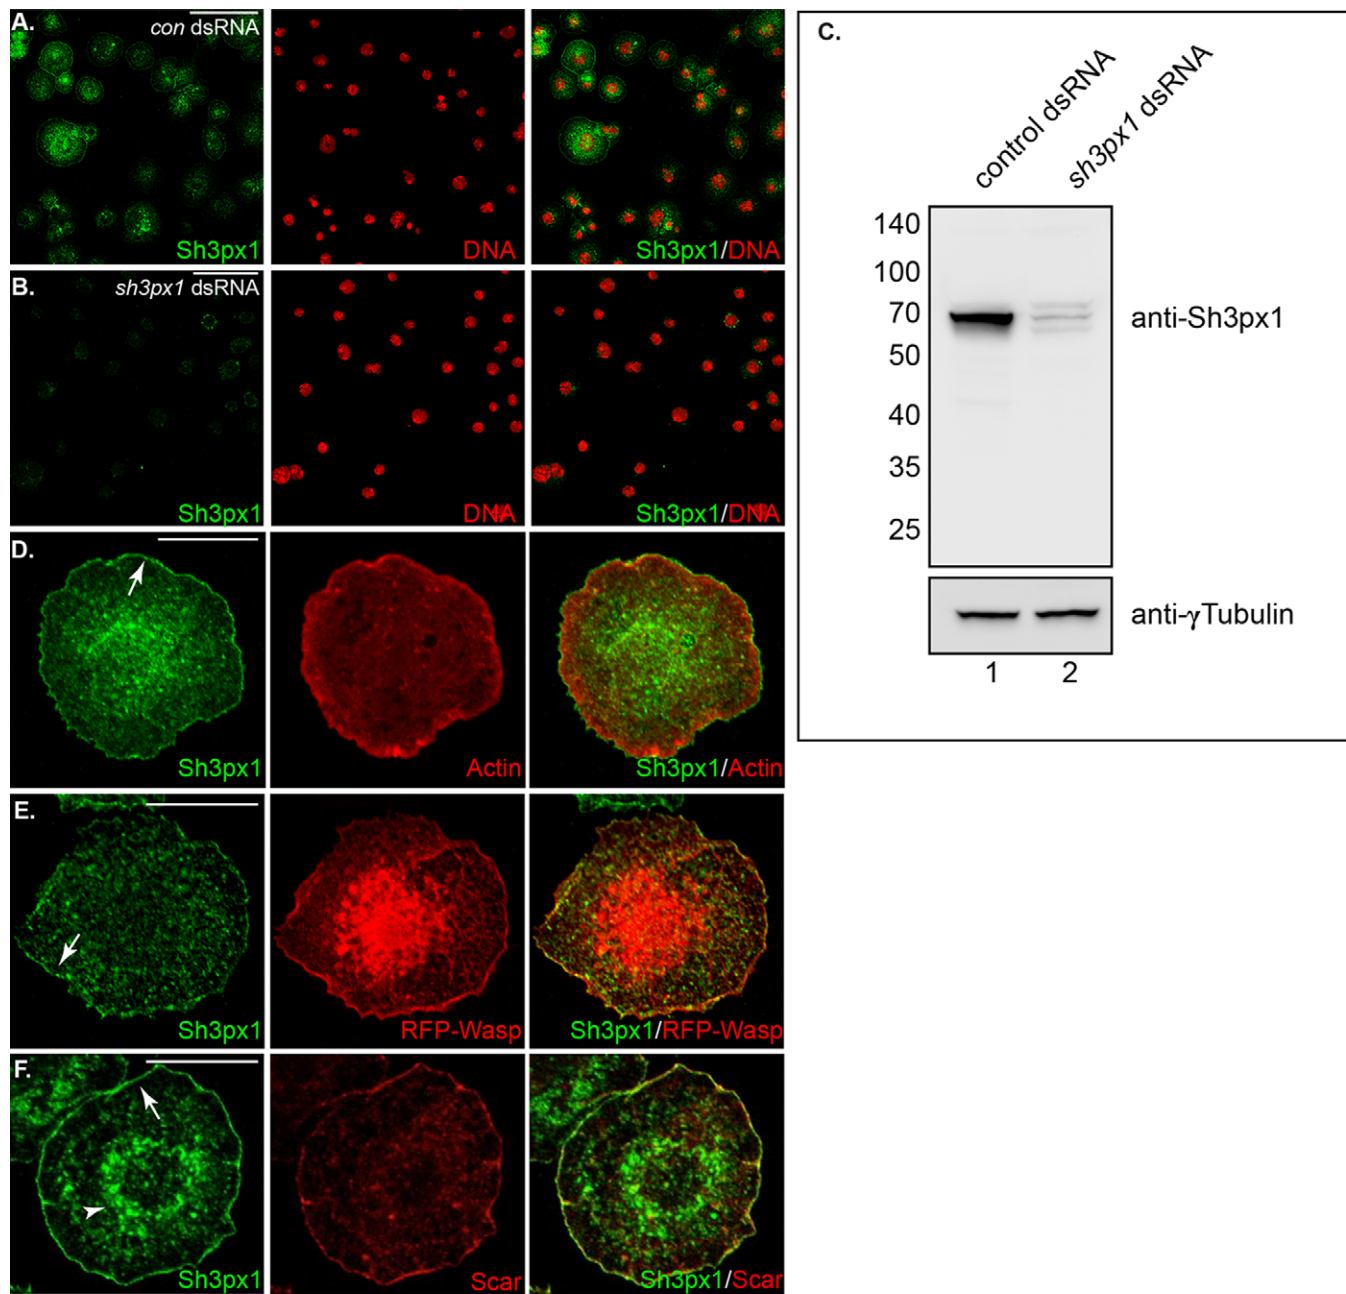 A.
con dsRNA
Sh3px1
DNA
Sh3px1/DNA
B.
sh3px1 dsRNA
Sh3px1
DNA
Sh3px1/DNA
C.
control dsRNA
sh3px1 dsRNA
140
100
70
50
40
35
25
anti-Sh3px1
anti-γTubulin
1 2
D.
Sh3px1
Actin
Sh3px1/Actin
E.
Sh3px1
RFP-Wasp
Sh3px1/RFP-Wasp
F.
Sh3px1
Scar
Sh3px1/Scar